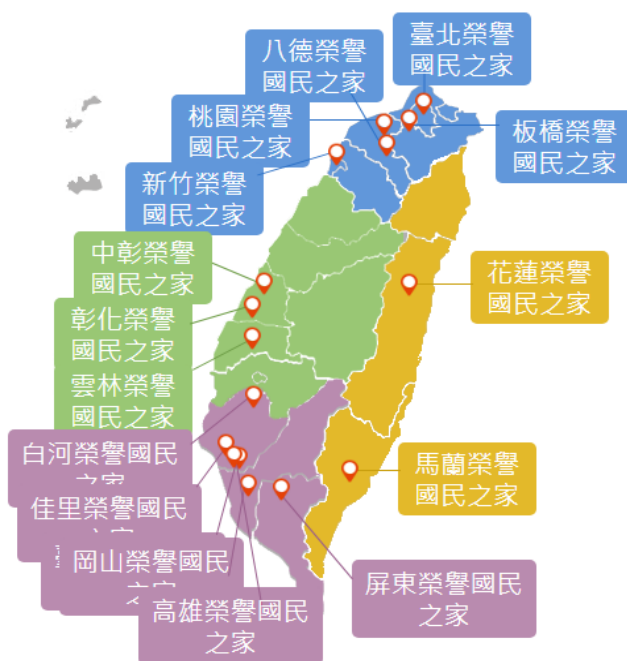 臺北榮譽
國民之家
八德榮譽
國民之家
桃園榮譽
國民之家
板橋榮譽
國民之家
新竹榮譽
國民之家
中彰榮譽
國民之家
花蓮榮譽
國民之家
彰化榮譽
國民之家
雲林榮譽
國民之家
白河榮譽國民
之家
馬蘭榮譽
國民之家
佳里榮譽國民
之家
岡山榮譽國民
之家
屏東榮譽國民
之家
高雄榮譽國民
之家